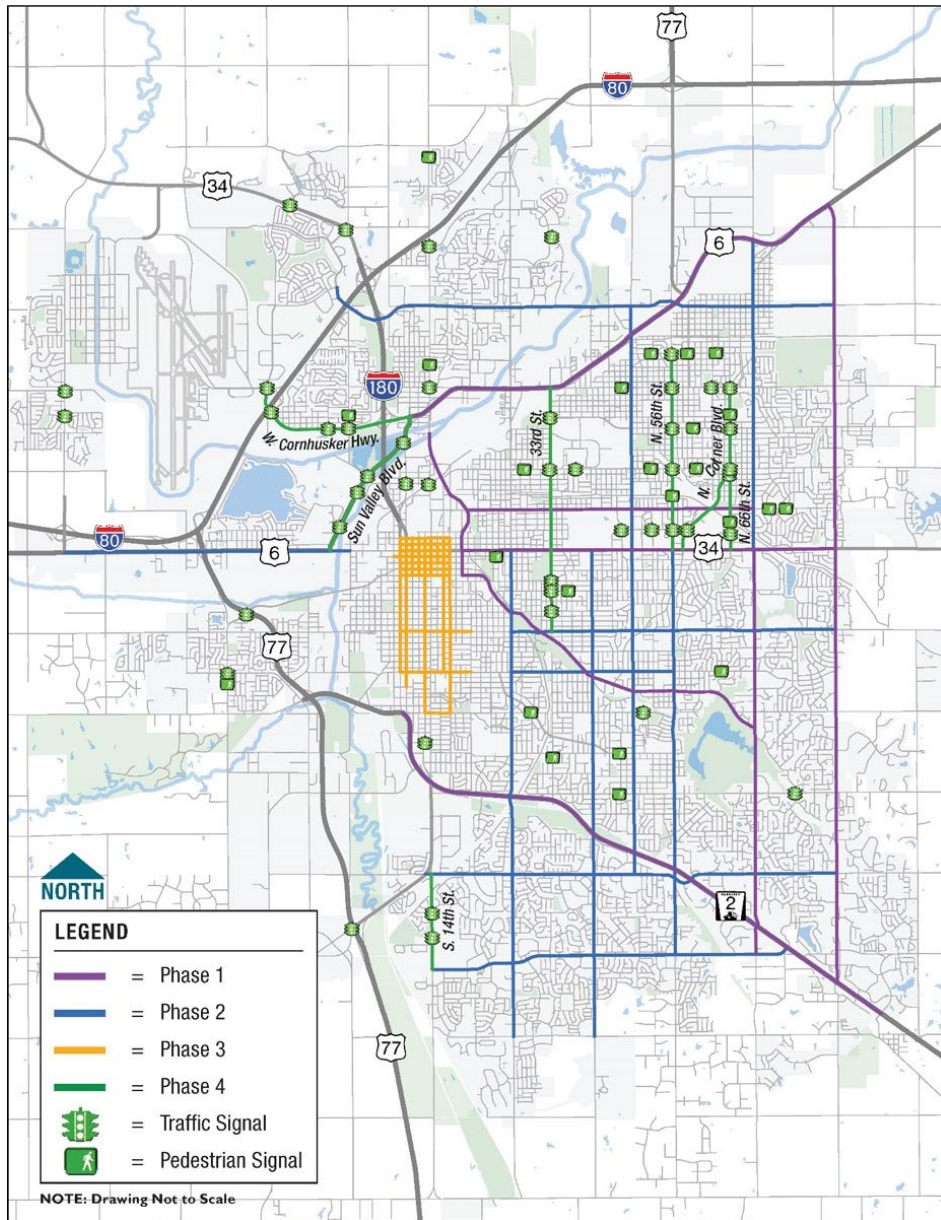 77
80
34
6
180
N. 56th St.
33rd St.
N. Cotner Blvd.
W. Cornhusker Hwy.
Sun Valley Blvd.
N. 66th St.
80
6
34
77
NORTH
2
S. 14th St.
LEGEND
= Phase 1
= Phase 2
= Phase 3
= Phase 4
= Traffic Signal
= Pedestrian Signal
77
NOTE: Drawing Not to Scale